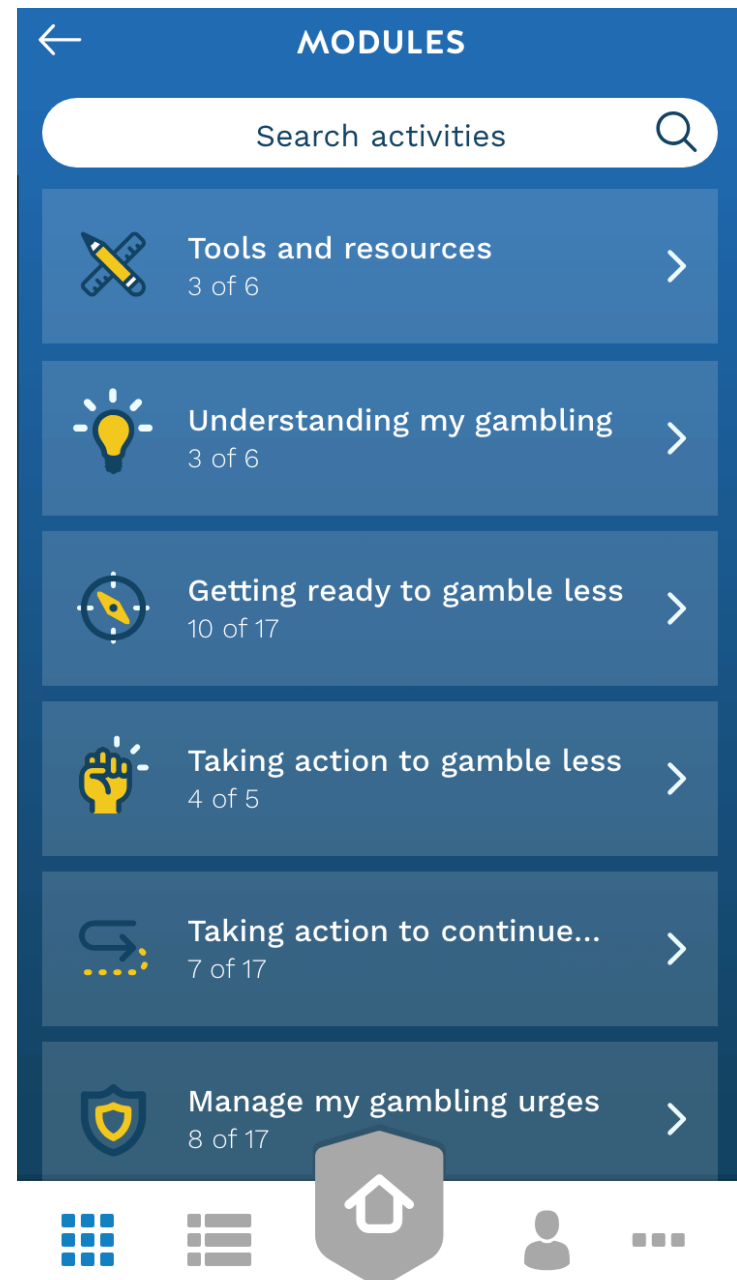 MODULES
Search activities
Tools and resources
3 of 6
Understanding my gambling
3 of 6
Getting ready to gamble less
10 of 17
Taking action to gamble less
4 of 5
Taking action to continue...
7 of 17
Manage my gambling urges
8 of 17